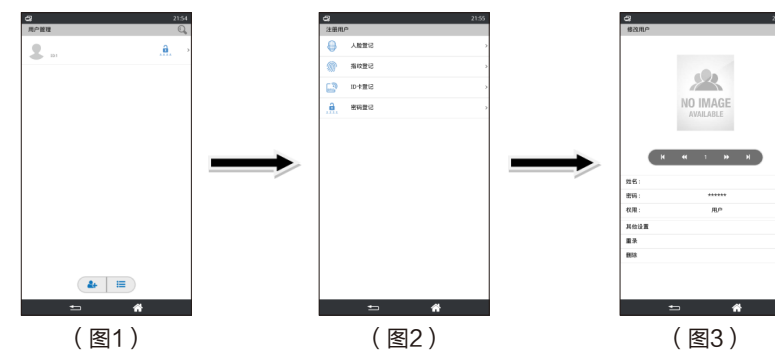 21:54
用户管理
21:55
注册用户
人脸登记
指纹登记
ID卡登记
密码登记
修改用户
NO IMAGE
AVAILABLE
1
姓名：
密码： ******
权限： 用户
其他设置
重录
删除
（图1）
（图2）
（图3）